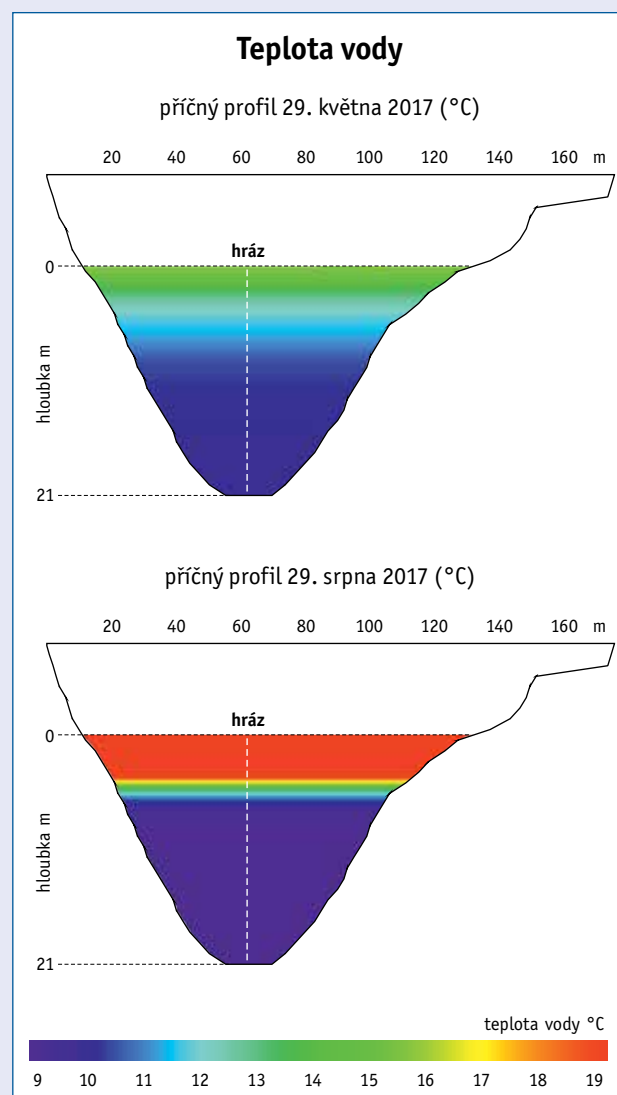 Teplota vody
příčný profil 29. května 2017 (°C)
20 40 60 80 100 120 140 160 m
hráz
0
hloubka m
21
příčný profil 29. srpna 2017 (°C)
20 40 60 80 100 120 140 160 m
hráz
0
hloubka m
21
teplota vody °C
9 10 11 12 13 14 15 16 17 18 19